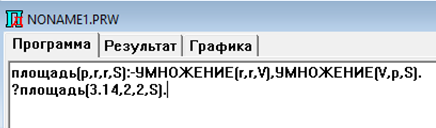 NONAME1.PRW
Программа Результат Графика
площадь(p,r,r,S):-УМНОЖЕНИЕ(r,r,V),УМНОЖЕНИЕ(V,p,S).
?площадь(3.14,2,2,S).